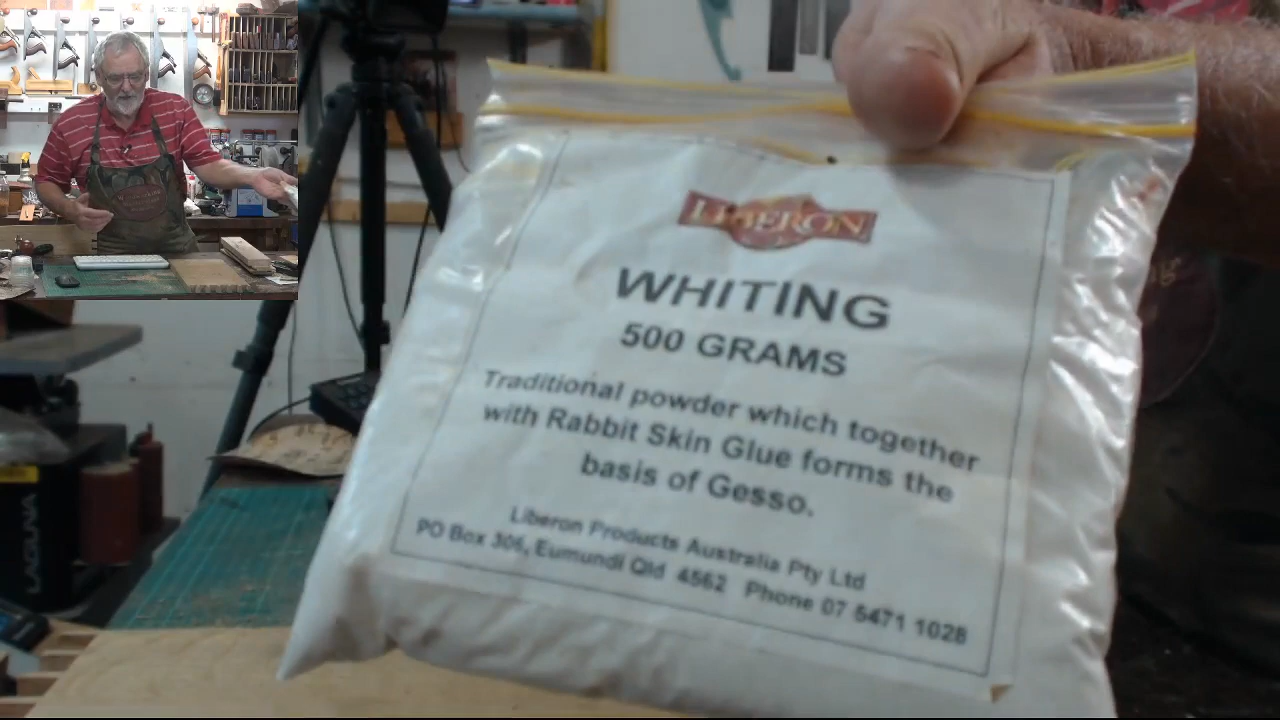 LIBERON
WHITING
500 GRAMS
Traditional powder which together
with Rabbit Skin Glue forms the
basis of Gesso.
Liberon Products Australia Pty Ltd
PO Box 306, Eumundi Qld 4562 Phone 07 5471 1028
LAGUNA